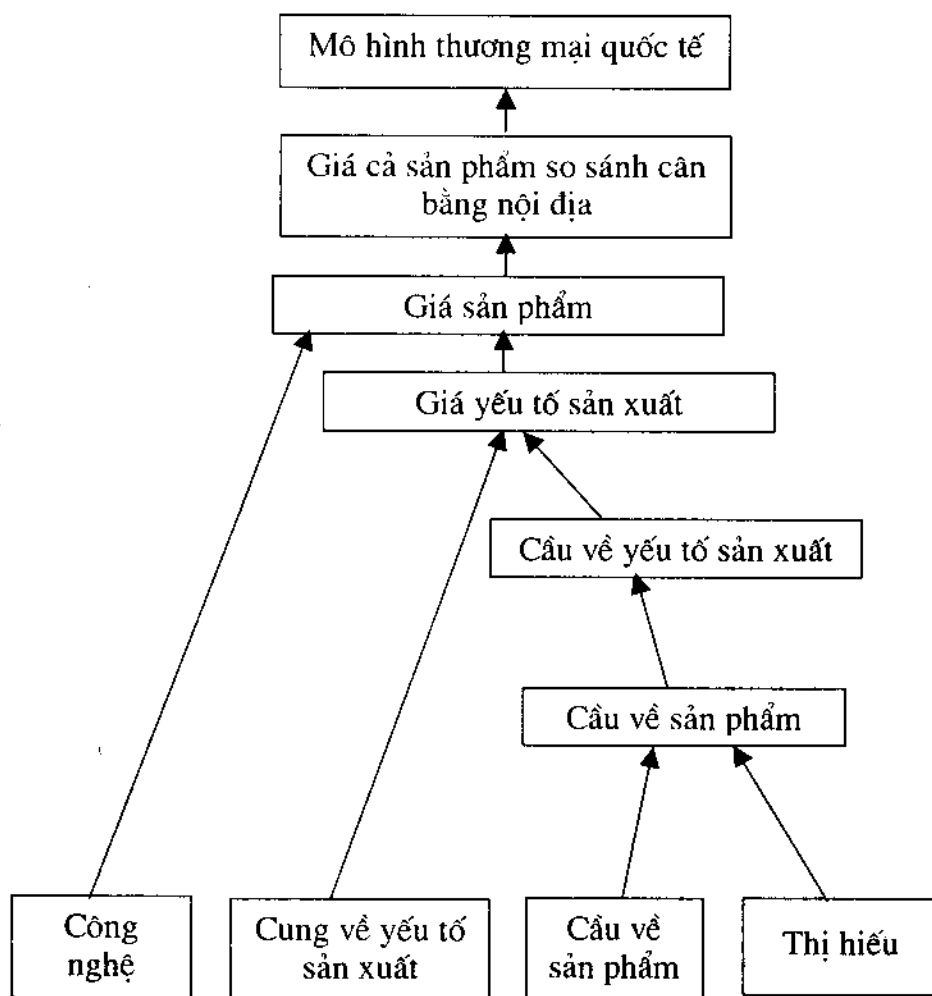 Mô hình thương mại quốc tế
Giá cả sản phẩm so sánh cân
bằng nội địa
Giá sản phẩm
Giá yếu tố sản xuất
Cầu về yếu tố sản xuất
Cầu về sản phẩm
Công
nghệ
Cung về yếu tố
sản xuất
Cầu về
sản phẩm
Thị hiếu